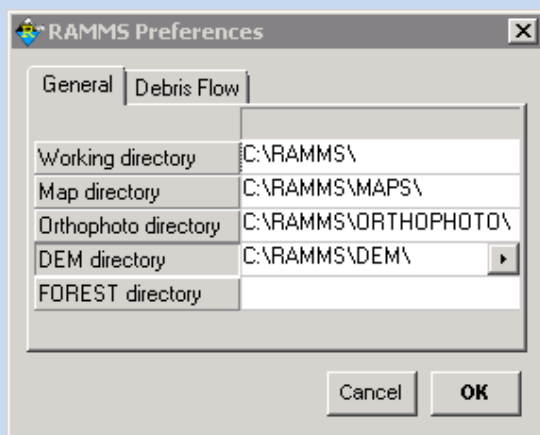 RAMMS Preferences
General Debris Flow
Working directory C:\RAMMS\
Map directory C:\RAMMS\MAPS\
Orthophoto directory C:\RAMMS\ORTHOPHOTO\
DEM directory C:\RAMMS\DEM\
FOREST directory
Cancel OK